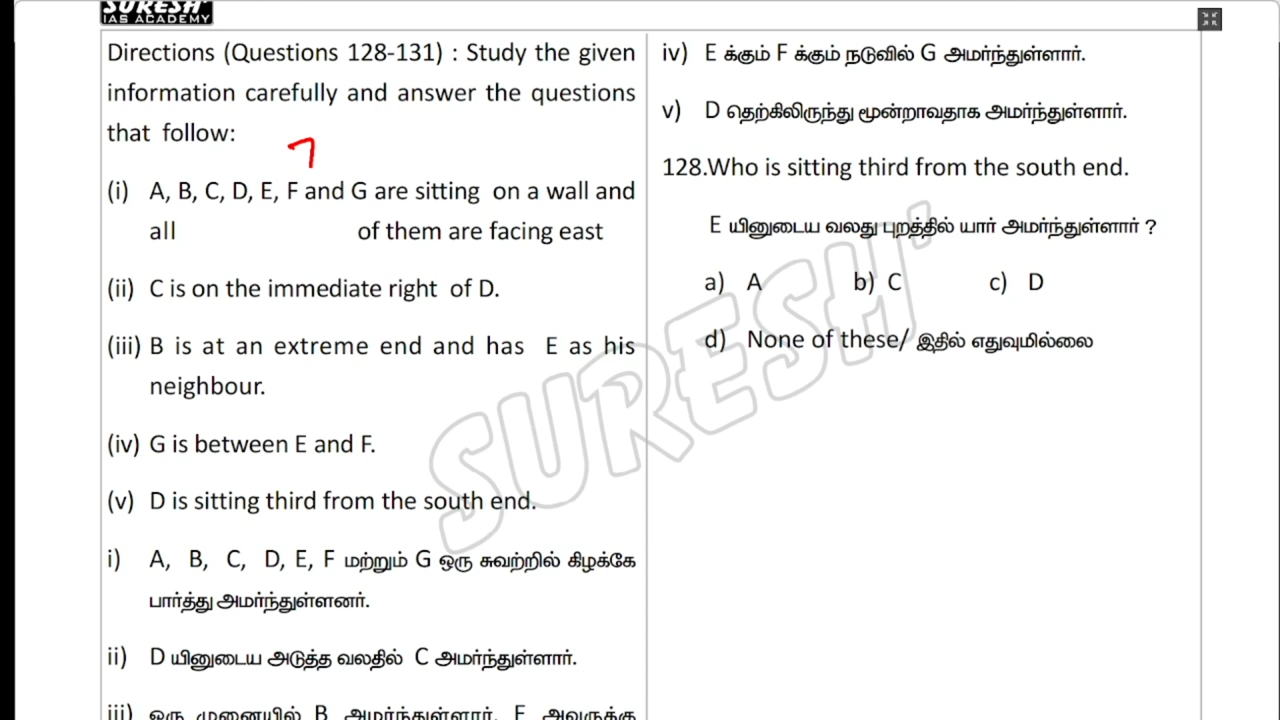 SURESH'
IAS ACADEMY
Directions (Questions 128-131) : Study the given
information carefully and answer the questions
that follow:
7
(i) A, B, C, D, E, F and G are sitting on a wall and
all of them are facing east
(ii) C is on the immediate right of D.
(iii) B is at an extreme end and has E as his
neighbour.
(iv) G is between E and F.
(v) D is sitting third from the south end.
i) A, B, C, D, E, F மற்றும் G ஒரு சுவற்றில் கிழக்கே
பார்த்து அமர்ந்துள்ளனர்.
ii) D யினுடைய அடுத்த வலதில் C அமர்ந்துள்ளார்.
iii) ஒரு முனையில் B அமர்ந்துள்ளார். E அவருக்கு
iv) E க்கும் F க்கும் நடுவில் G அமர்ந்துள்ளார்.
v) D தெற்கிலிருந்து மூன்றாவதாக அமர்ந்துள்ளார்.
128.Who is sitting third from the south end.
E யினுடைய வலது புறத்தில் யார் அமர்ந்துள்ளார் ?
a) A b) C c) D
d) None of these/ இதில் எதுவுமில்லை
SURESH'